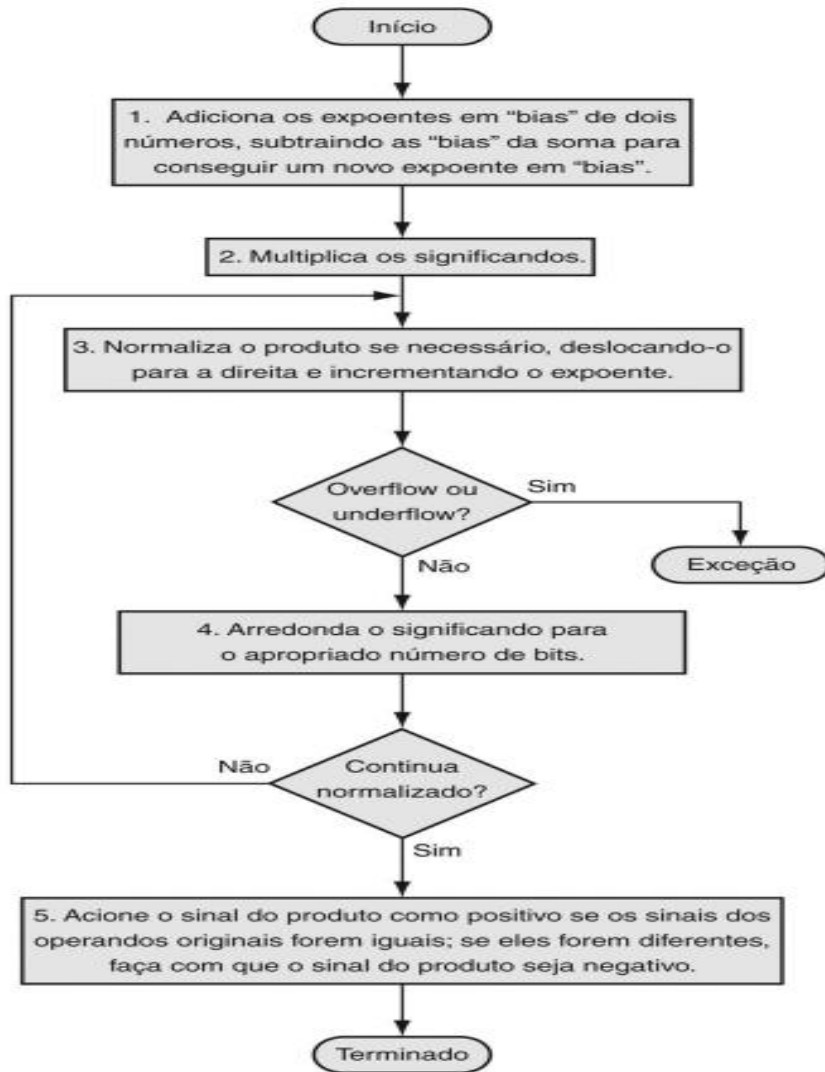 Início
1. Adiciona os expoentes em “bias” de dois
números, subtraindo as “bias” da soma para
conseguir um novo expoente em “bias”.
2. Multiplica os significandos.
3. Normaliza o produto se necessário, deslocando-o
para a direita e incrementando o expoente.
Overflow ou
underflow?
Sim
Exceção
Não
4. Arredonda o significando para
o apropriado número de bits.
Não
Continua
normalizado?
Sim
5. Acione o sinal do produto como positivo se os sinais dos
operandos originais forem iguais; se eles forem diferentes,
faça com que o sinal do produto seja negativo.
Terminado